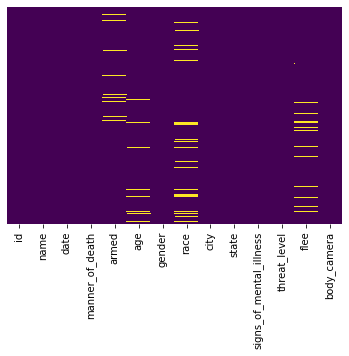 id
name
date
manner_of_death
armed
age
gender
race
city
state
signs_of_mental_illness
threat_level
flee
body_camera